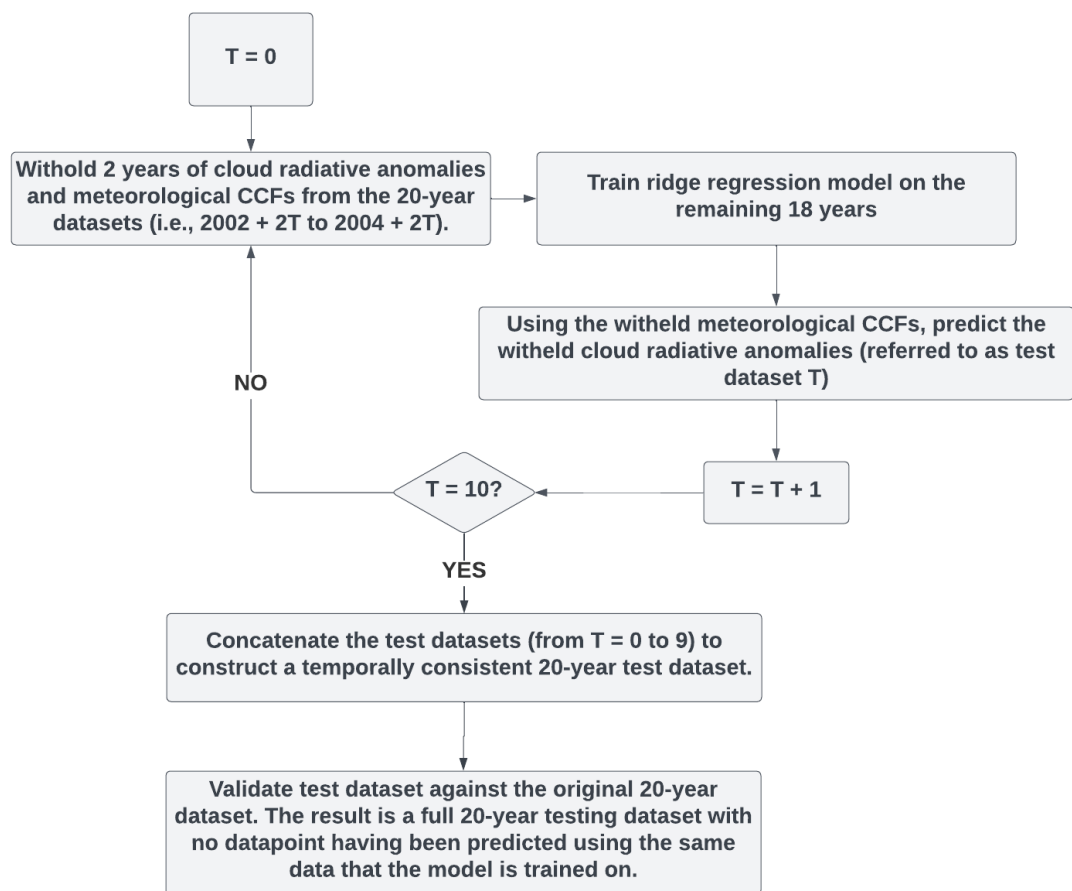 T = 0
Withold 2 years of cloud radiative anomalies
and meteorological CCFs from the 20-year
datasets (i.e., 2002 + 2T to 2004 + 2T).
Train ridge regression model on the
remaining 18 years
Using the witheld meteorological CCFs, predict the
witheld cloud radiative anomalies (referred to as test
dataset T)
T = T + 1
T = 10?
NO
YES
Concatenate the test datasets (from T = 0 to 9) to
construct a temporally consistent 20-year test dataset.
Validate test dataset against the original 20-year
dataset. The result is a full 20-year testing dataset with
no datapoint having been predicted using the same
data that the model is trained on.